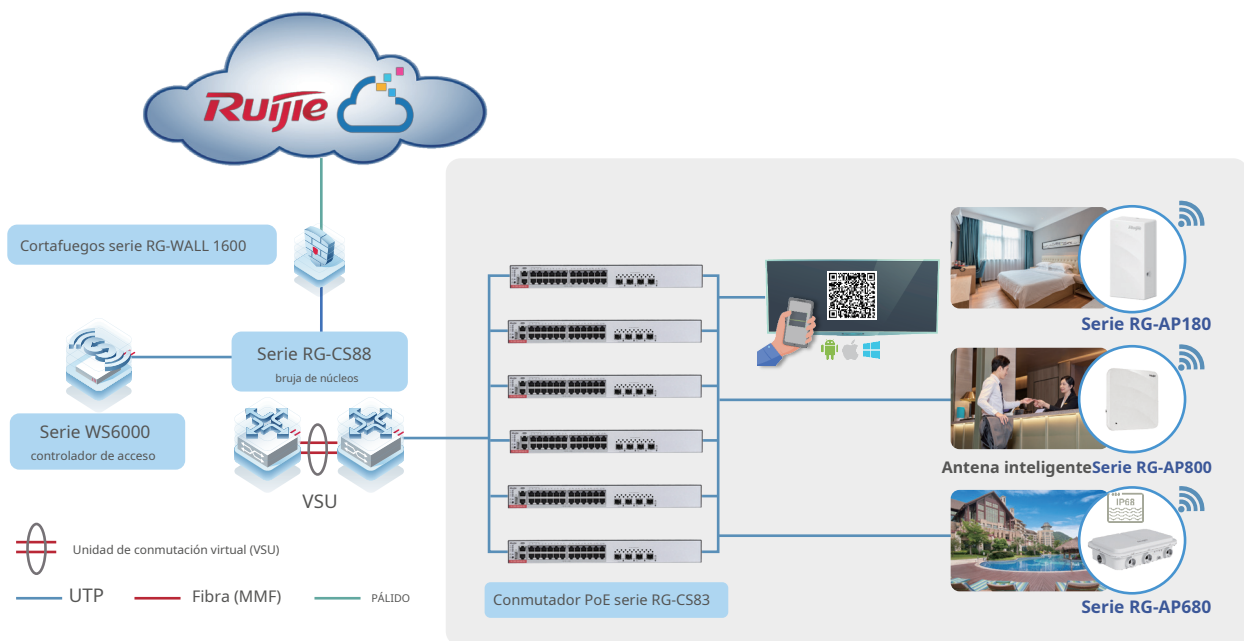 Ruijie
Cortafuegos serie RG-WALL 1600
Serie RG-CS88
bruja de núcleos
Serie WS6000
controlador de acceso
VSU
Unidad de conmutación virtual (VSU)
UTP
Fibra (MMF)
PÁLIDO
Conmutador PoE serie RG-CS83
Serie RG-AP180
Antena inteligente Serie RG-AP800
IP68
Serie RG-AP680